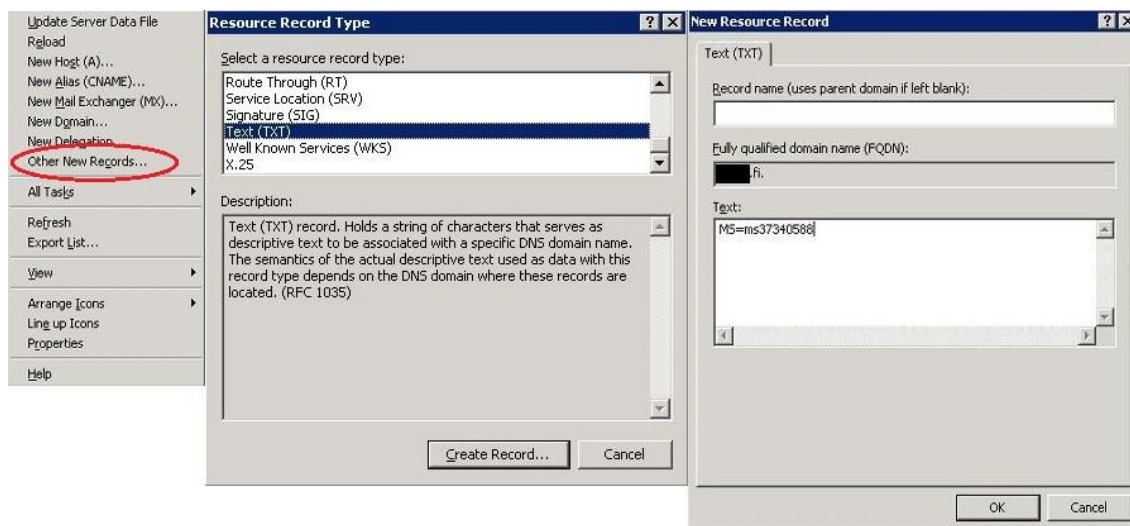 Update Server Data File
Reload
New Host (A)...
New Alias (CNAME)...
New Mail Exchanger (MX)...
New Domain...
New Delegation...
Other New Records...
All Tasks
Refresh
Export List...
View
Arrange Icons
Line up Icons
Properties
Help
Resource Record Type
Select a resource record type:
Route Through (RT)
Service Location (SRV)
Signature (SIG)
Text (TXT)
Well Known Services (WKS)
X.25
Description:
Text (TXT) record. Holds a string of characters that serves as
descriptive text to be associated with a specific DNS domain name.
The semantics of the actual descriptive text used as data with this
record type depends on the DNS domain where these records are
located. (RFC 1035)
Create Record...
Cancel
New Resource Record
Text (TXT)
Record name (uses parent domain if left blank):
Fully qualified domain name (FQDN):
.fi.
Text:
MS=ms37340588
OK
Cancel